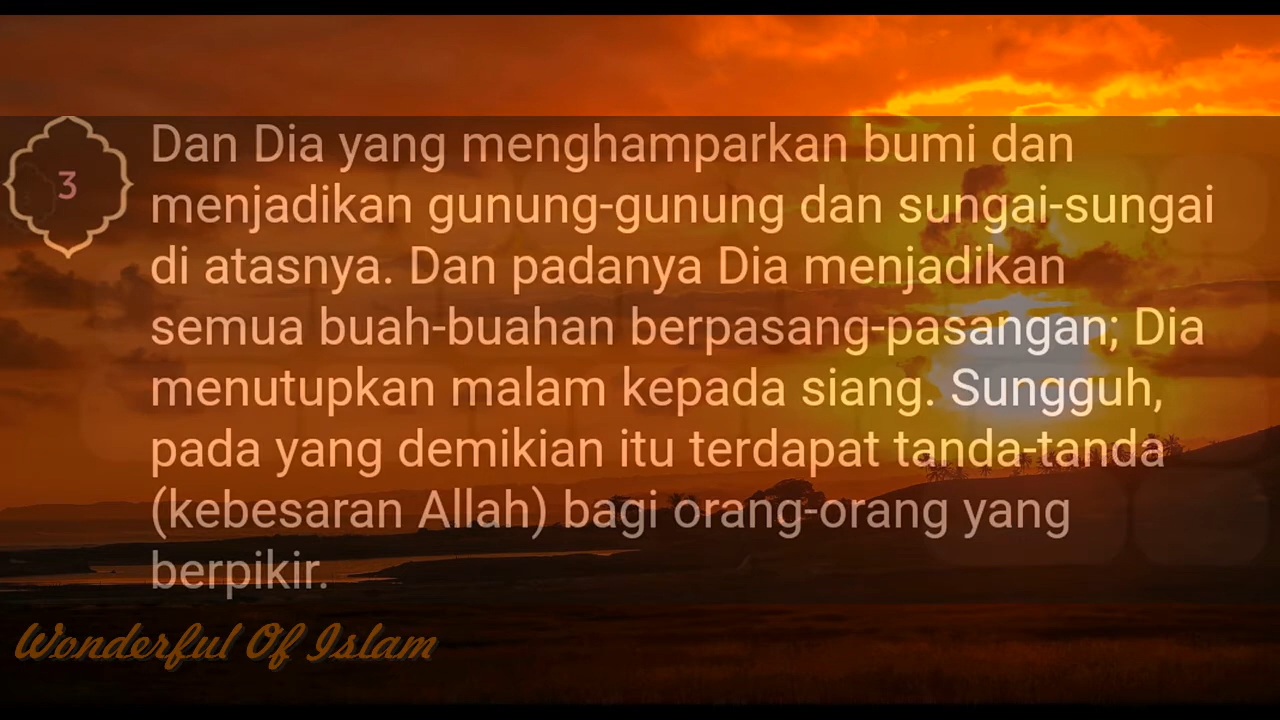 3
Dan Dia yang menghamparkan bumi dan
menjadikan gunung-gunung dan sungai-sungai
di atasnya. Dan padanya Dia menjadikan
semua buah-buahan berpasang-pasangan; Dia
menutupkan malam kepada siang. Sungguh,
pada yang demikian itu terdapat tanda-tanda
(kebesaran Allah) bagi orang-orang yang
berpikir.
Wonderful Of Islam